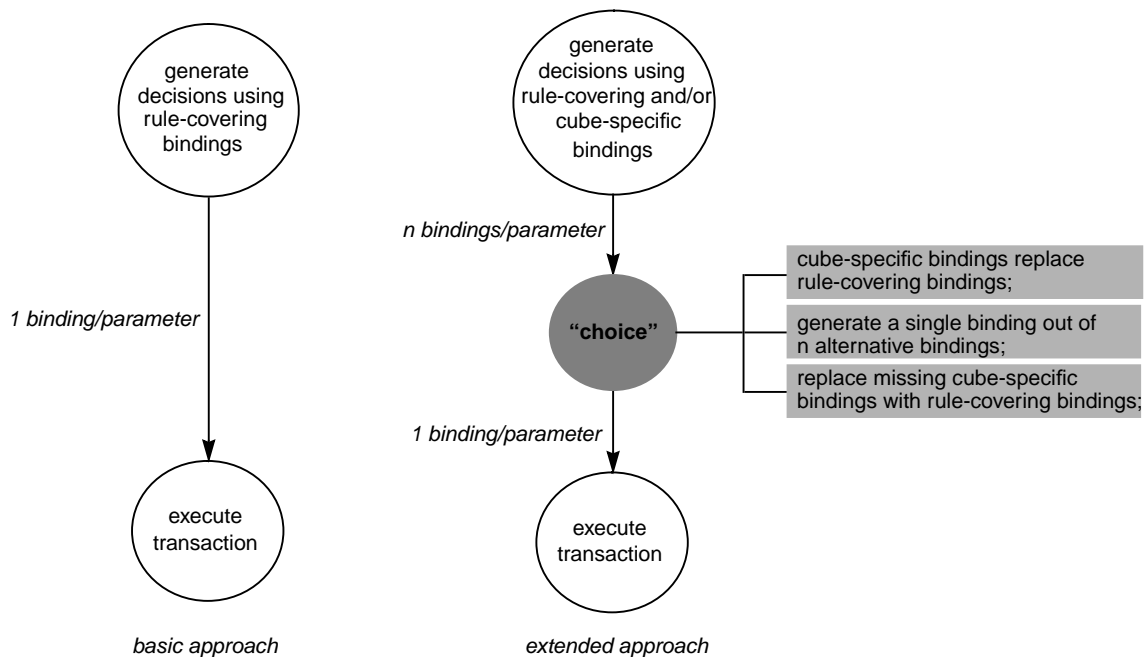 generate
decisions using
rule-covering
bindings
1 binding/parameter
execute
transaction
basic approach
generate
decisions using
rule-covering and/or
cube-specific
bindings
n bindings/parameter
“choice”
cube-specific bindings replace
rule-covering bindings;
generate a single binding out of
n alternative bindings;
replace missing cube-specific
bindings with rule-covering bindings;
1 binding/parameter
execute
transaction
extended approach